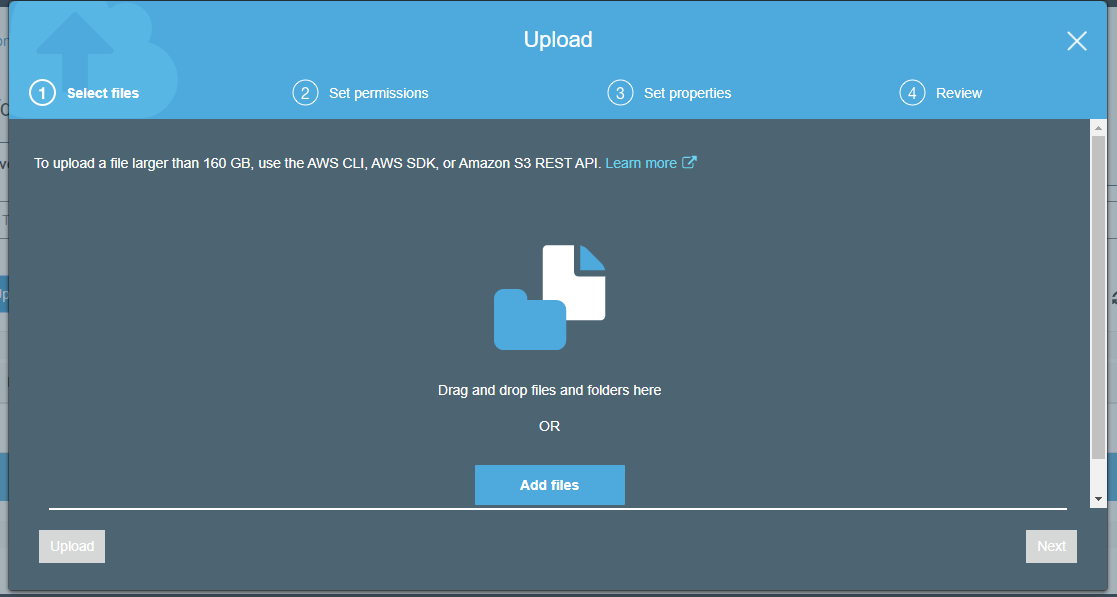 Upload
1 Select files
2 Set permissions
3 Set properties
4 Review
To upload a file larger than 160 GB, use the AWS CLI, AWS SDK, or Amazon S3 REST API. Learn more
Drag and drop files and folders here
OR
Add files
Upload
Next